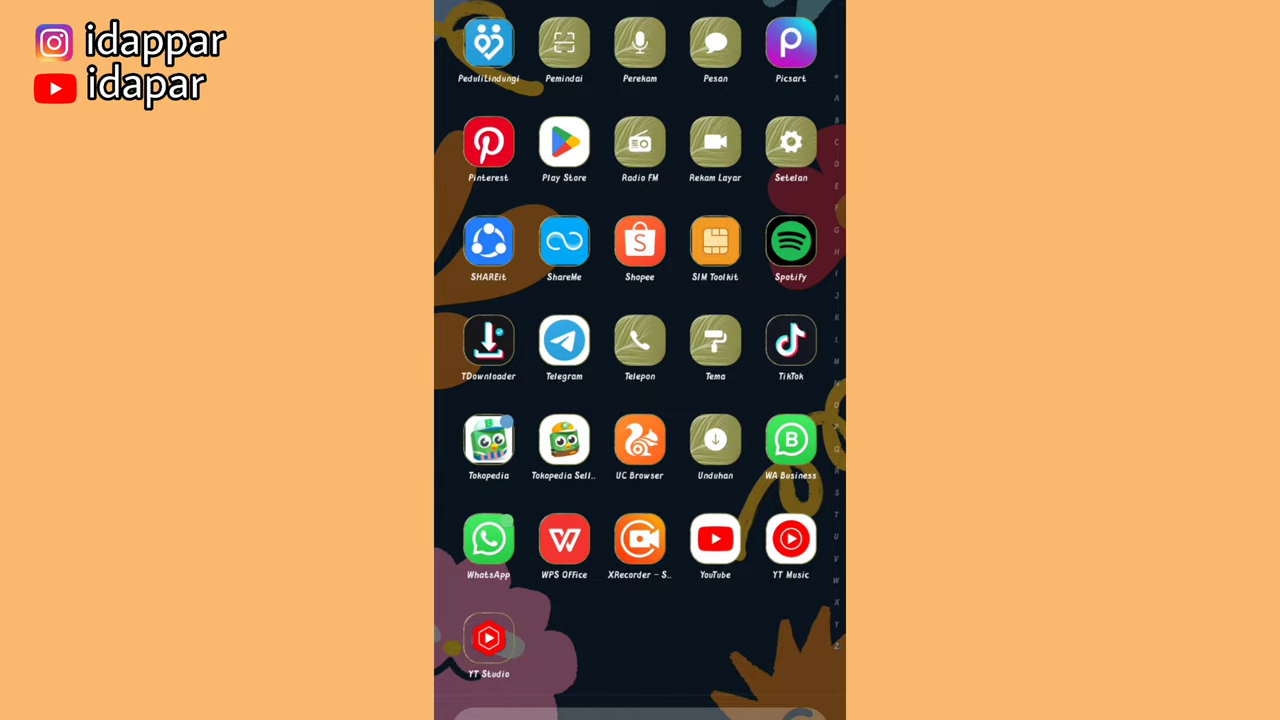 idappar
idapar
PeduliLindungi Pemindai Perekam Pesan Picsart
Pinterest Play Store Radio FM Rekam Layar Setelan
SHAREit ShareMe Shopee SIM Toolkit Spotify
TDownloader Telegram Telepon Tema TikTok
Tokopedia Tokopedia Sell.. UC Browser Unduhan WA Business
WhatsApp WPS Office XRecorder - S.. YouTube YT Music
YT Studio